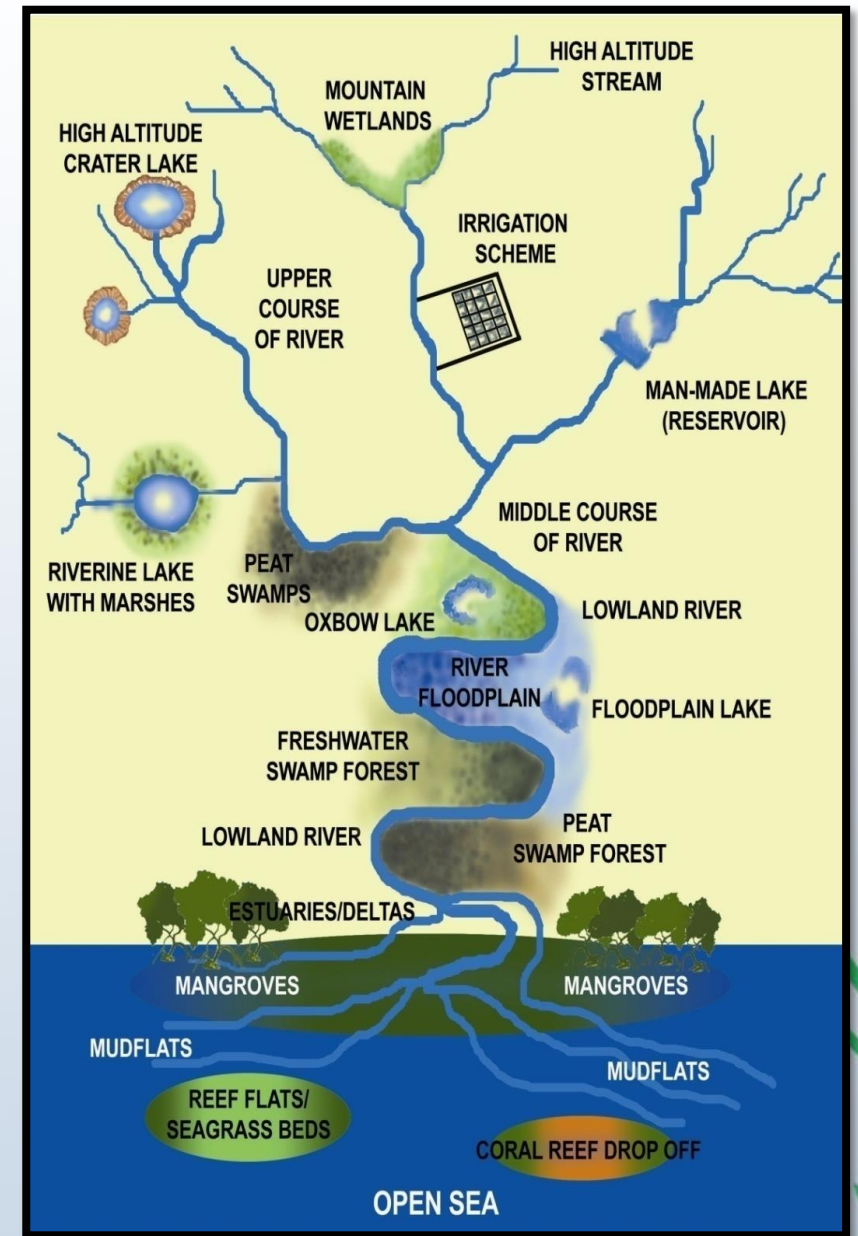 HIGH ALTITUDE
STREAM
MOUNTAIN
WETLANDS
HIGH ALTITUDE
CRATER LAKE
IRRIGATION
SCHEME
UPPER
COURSE
OF RIVER
MAN-MADE LAKE
(RESERVOIR)
MIDDLE COURSE
OF RIVER
RIVERINE LAKE
WITH MARSHES
PEAT
SWAMPS
OXBOW LAKE
LOWLAND RIVER
RIVER
FLOODPLAIN
FLOODPLAIN LAKE
FRESHWATER
SWAMP FOREST
LOWLAND RIVER
PEAT
SWAMP FOREST
ESTUARIES/DELTAS
MANGROVES
MANGROVES
MUDFLATS
MUDFLATS
REEF FLATS/
SEAGRASS BEDS
CORAL REEF DROP OFF
OPEN SEA